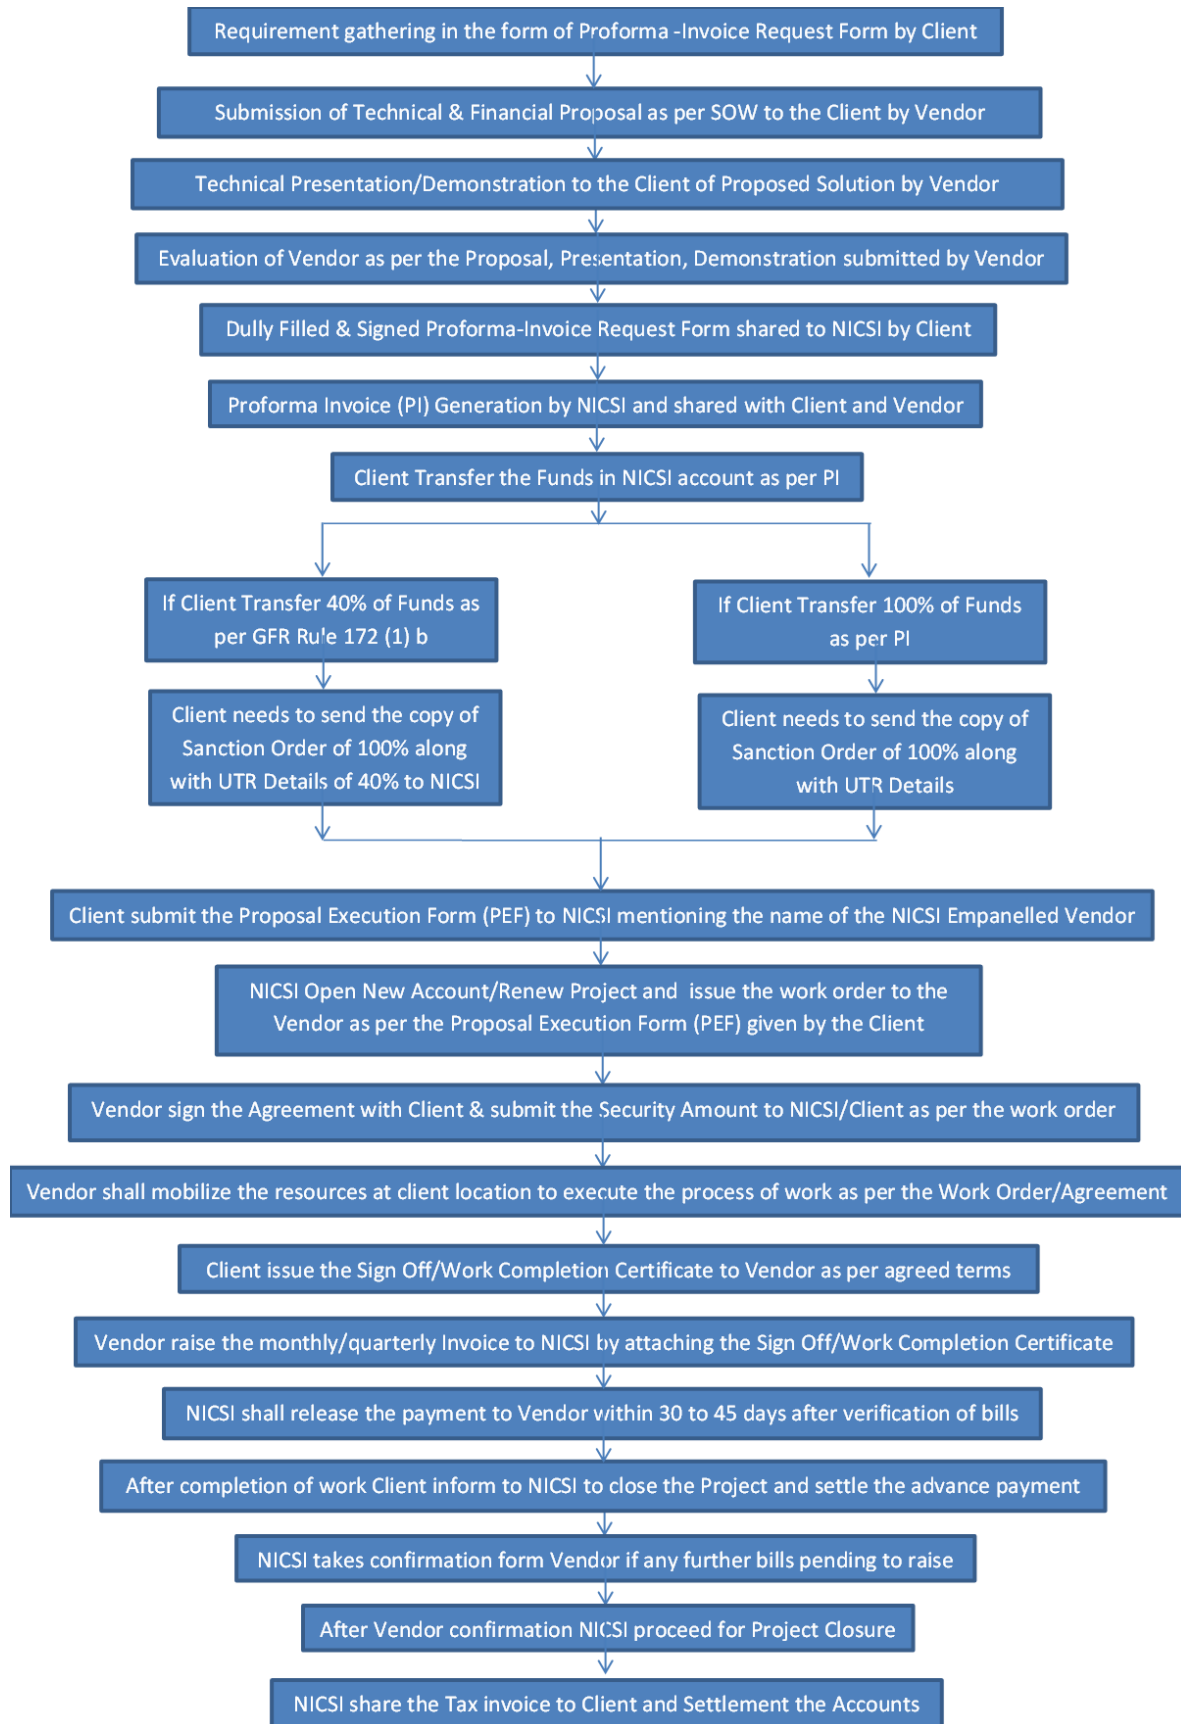 Requirement gathering in the form of Proforma -Invoice Request Form by Client
Submission of Technical & Financial Proposal as per SOW to the Client by Vendor
Technical Presentation/Demonstration to the Client of Proposed Solution by Vendor
Evaluation of Vendor as per the Proposal, Presentation, Demonstration submitted by Vendor
Dully Filled & Signed Proforma-Invoice Request Form shared to NICSI by Client
Proforma Invoice (PI) Generation by NICSI and shared with Client and Vendor
Client Transfer the Funds in NICSI account as per PI
If Client Transfer 40% of Funds as
per GFR Rule 172 (1) b
If Client Transfer 100% of Funds
as per PI
Client needs to send the copy of
Sanction Order of 100% along
with UTR Details of 40% to NICSI
Client needs to send the copy of
Sanction Order of 100% along
with UTR Details
Client submit the Proposal Execution Form (PEF) to NICSI mentioning the name of the NICSI Empanelled Vendor
NICSI Open New Account/Renew Project and issue the work order to the
Vendor as per the Proposal Execution Form (PEF) given by the Client
Vendor sign the Agreement with Client & submit the Security Amount to NICSI/Client as per the work order
Vendor shall mobilize the resources at client location to execute the process of work as per the Work Order/Agreement
Client issue the Sign Off/Work Completion Certificate to Vendor as per agreed terms
Vendor raise the monthly/quarterly Invoice to NICSI by attaching the Sign Off/Work Completion Certificate
NICSI shall release the payment to Vendor within 30 to 45 days after verification of bills
After completion of work Client inform to NICSI to close the Project and settle the advance payment
NICSI takes confirmation form Vendor if any further bills pending to raise
After Vendor confirmation NICSI proceed for Project Closure
NICSI share the Tax invoice to Client and Settlement the Accounts